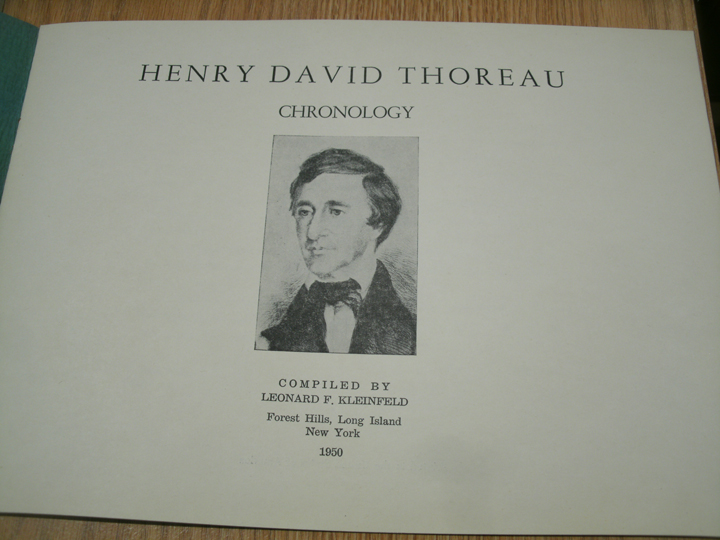 HENRY DAVID THOREAU
CHRONOLOGY
COMPILED BY
LEONARD F. KLEINFELD
Forest Hills, Long Island
New York
1950